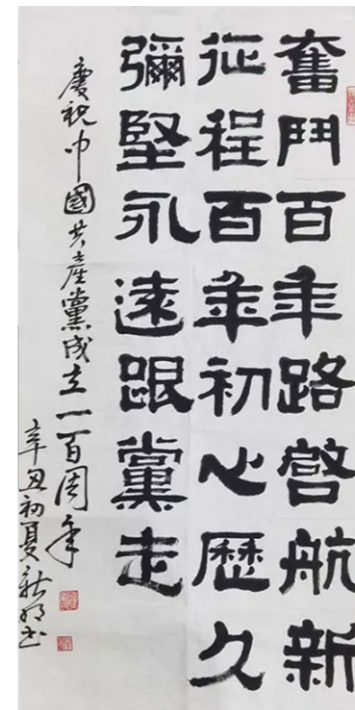 奮鬥百年路啓航新
征程百年初心歷久
彌堅永遠跟黨走
慶祝中國共產黨成立一百周年
辛丑初夏